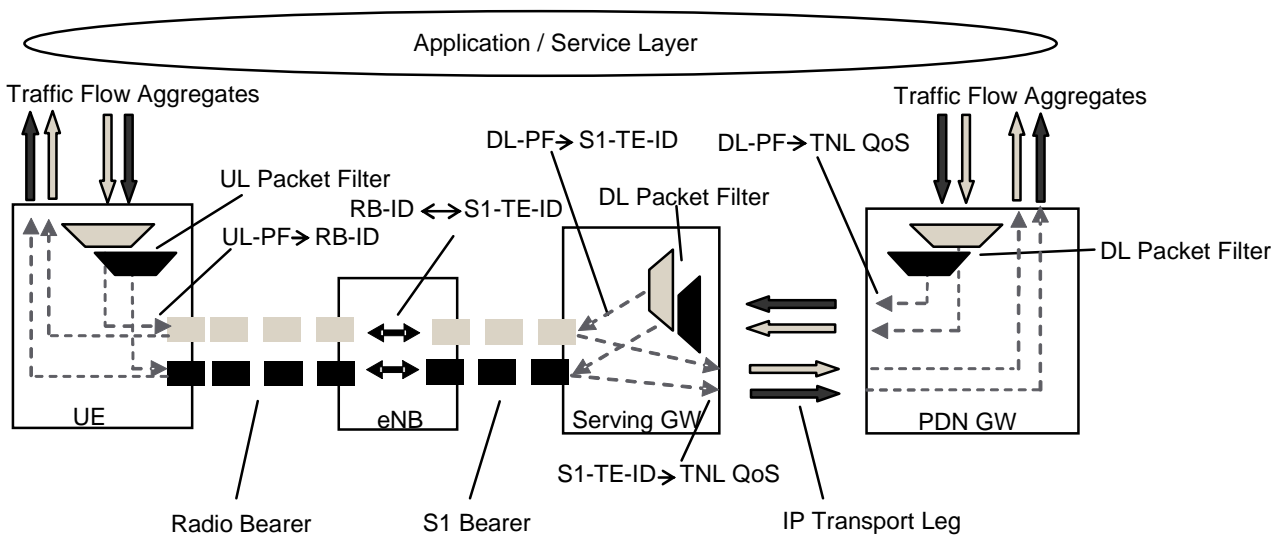 Application / Service Layer
Traffic Flow Aggregates
Traffic Flow Aggregates
DL-PF→S1-TE-ID
DL-PF→TNL QoS
UL Packet Filter
DL Packet Filter
RB-ID ↔ S1-TE-ID
UL-PF→RB-ID
DL Packet Filter
UE
eNB
Serving GW
PDN GW
S1-TE-ID→TNL QoS
Radio Bearer
S1 Bearer
IP Transport Leg